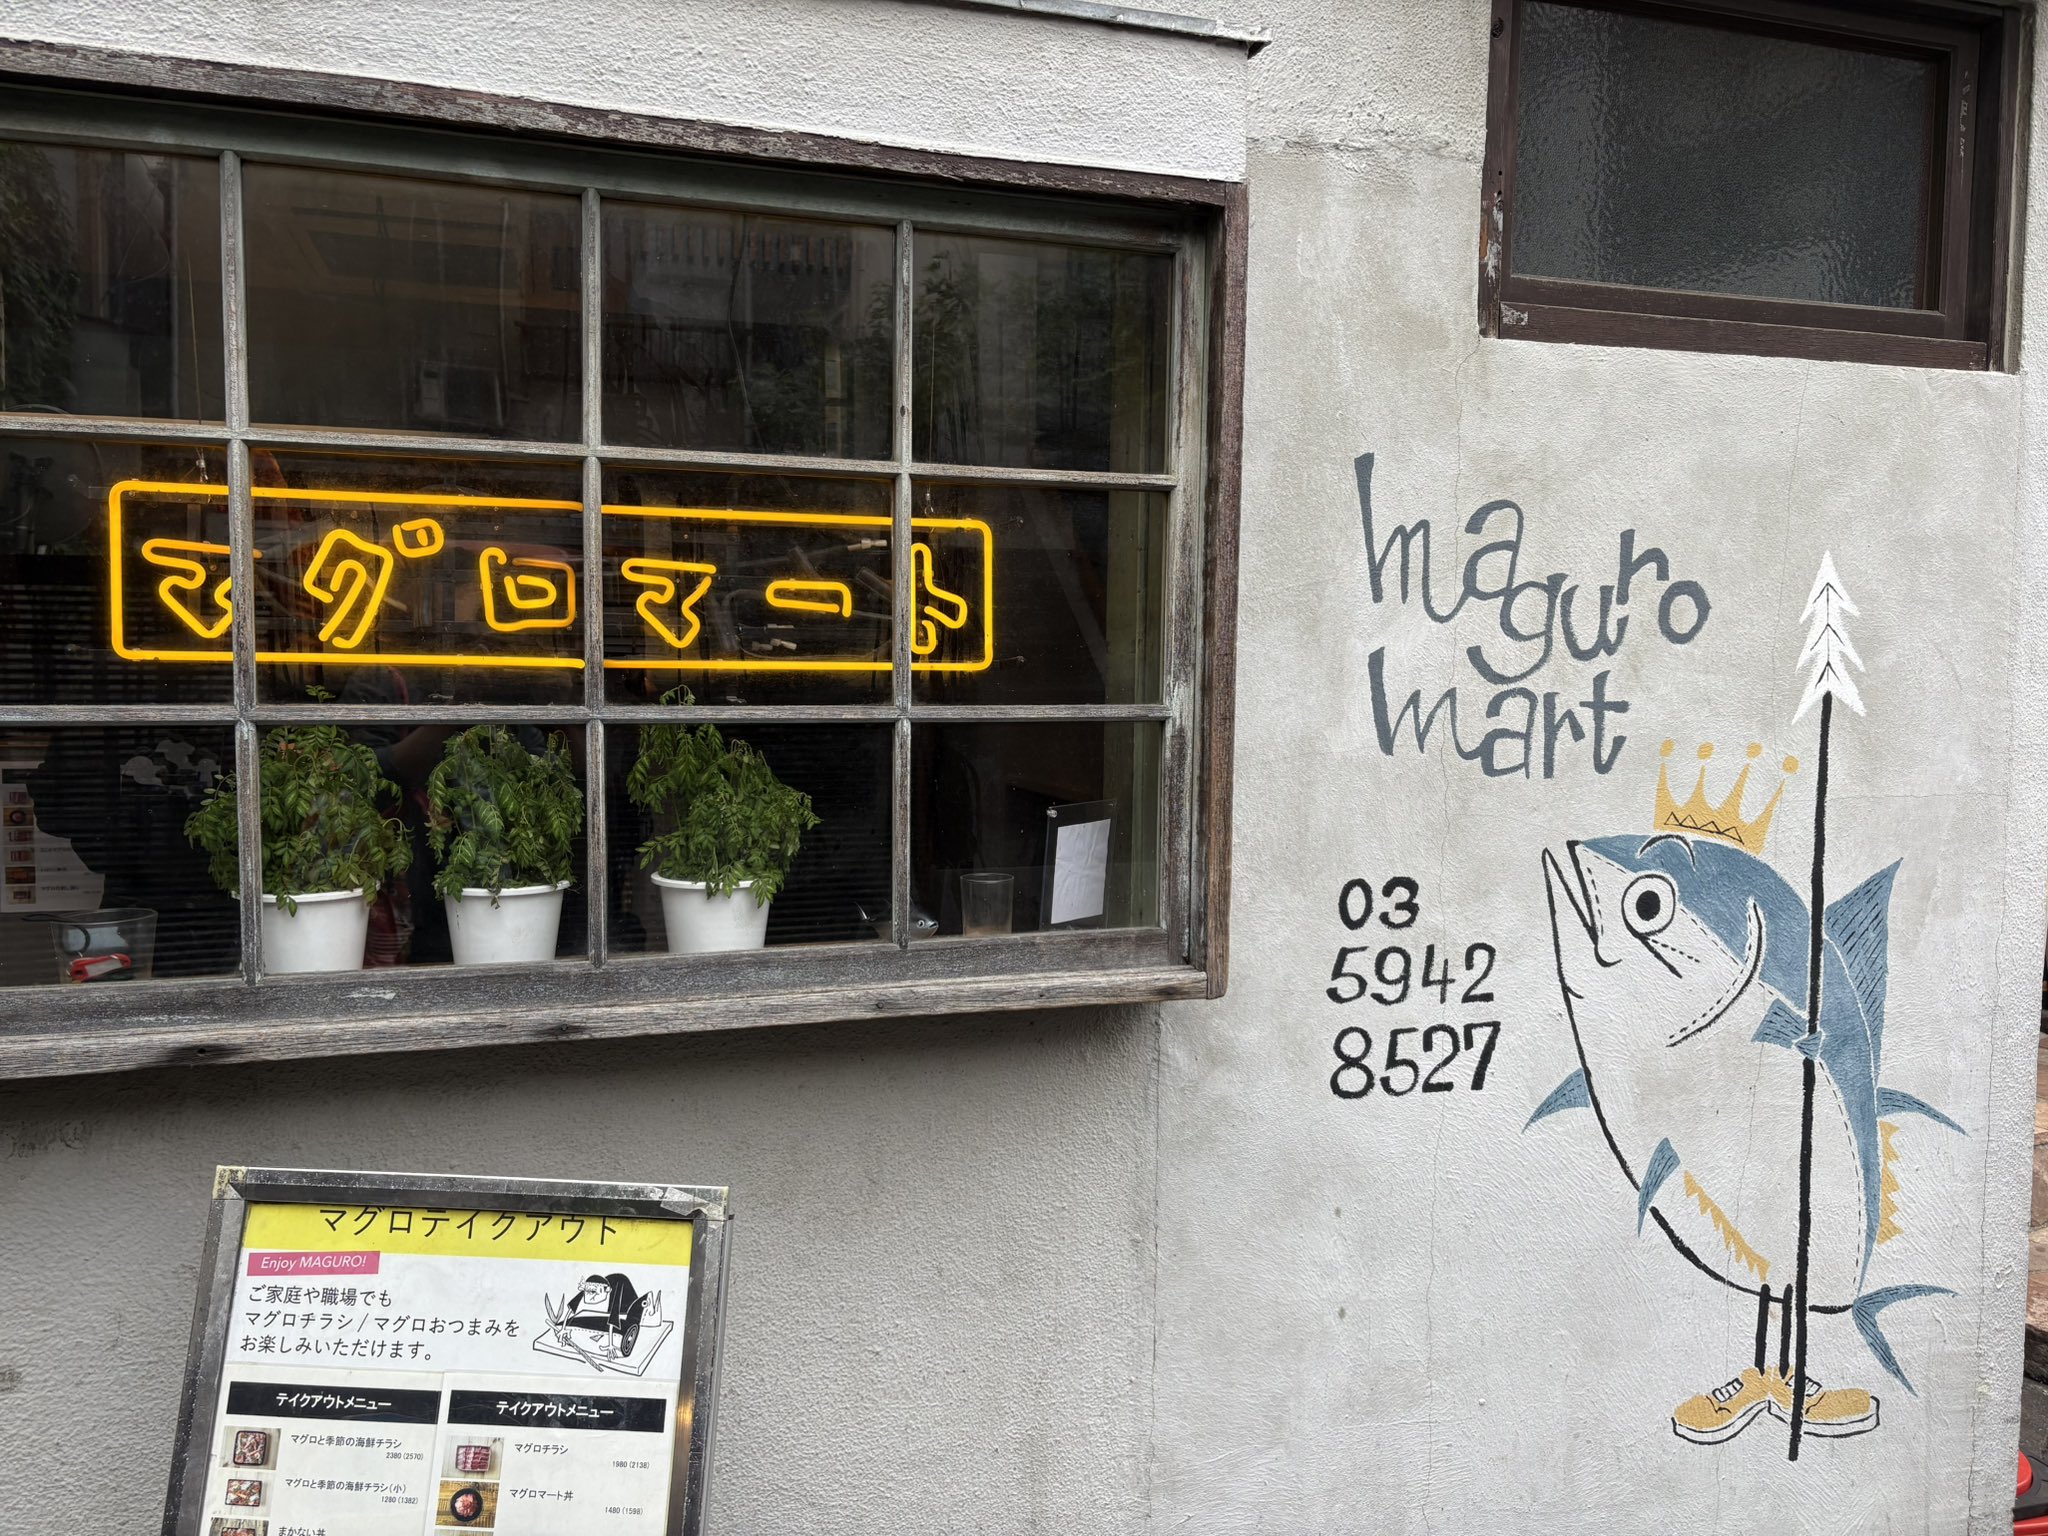 マグロマート
maguro
mart
03
5942
8527
マグロテイクアウト
Enjoy MAGURO!
ご家庭や職場でも
マグロチラシ / マグロおつまみを
お楽しみいただけます。
テイクアウトメニュー
マグロと季節の海鮮チラシ
2380 (2570)
マグロと季節の海鮮チラシ(小)
1280 (1382)
まかない丼
テイクアウトメニュー
マグロチラシ
1980 (2138)
マグロマート丼
1480 (1598)